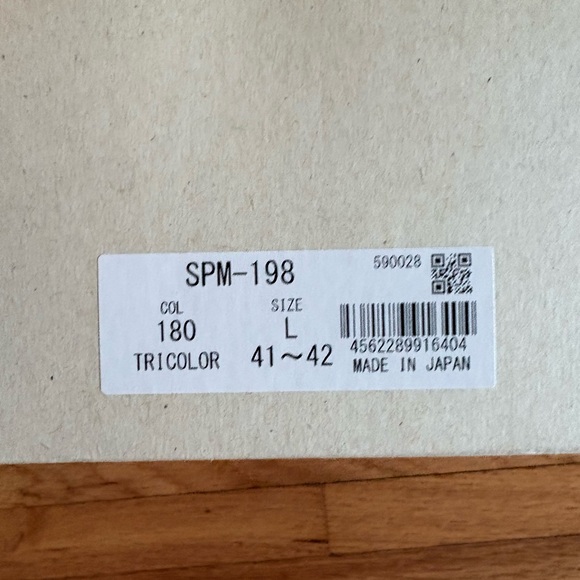 SPM-198
590028
COL
SIZE
180
L
4562289916404
TRICOLOR
41〜42
MADE IN JAPAN